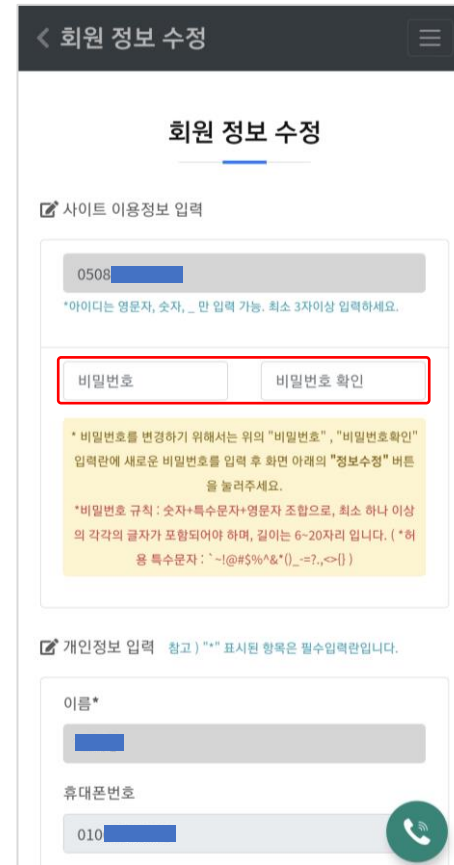 회원 정보 수정
회원 정보 수정
사이트 이용정보 입력
0508
*아이디는 영문자, 숫자, _ 만 입력 가능. 최소 3자이상 입력하세요.
비밀번호 비밀번호 확인
* 비밀번호를 변경하기 위해서는 위의 "비밀번호" , "비밀번호확인"
입력란에 새로운 비밀번호를 입력 후 화면 아래의 "정보수정" 버튼
을 눌러주세요.
*비밀번호 규칙 : 숫자+특수문자+영문자 조합으로, 최소 하나 이상
의 각각의 글자가 포함되어야 하며, 길이는 6~20자리 입니다. ( *허
용 특수문자 : `~!@#$%^&*()_-=?.,<>{} )
개인정보 입력 참고 ) "*" 표시된 항목은 필수입력란입니다.
이름*
휴대폰번호
010